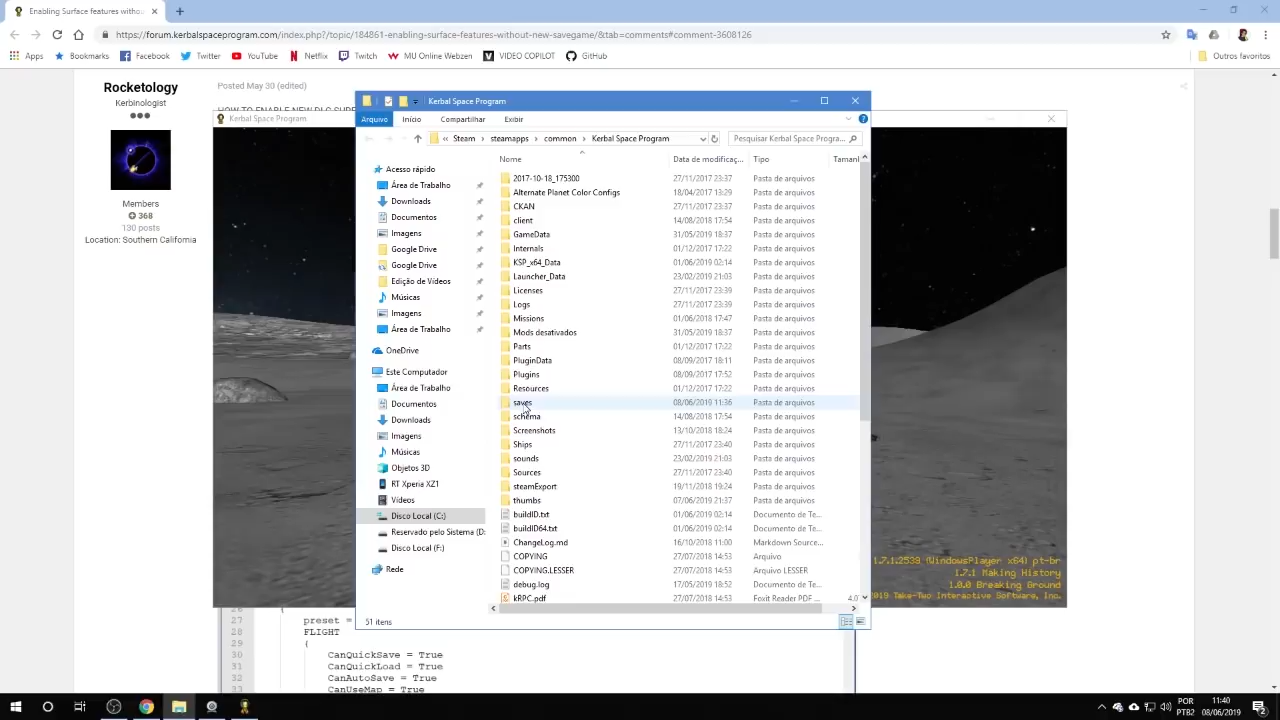 Enabling Surface features withou
https://forum.kerbalspaceprogram.com/index.php?/topic/184861-enabling-surface-features-without-new-savegame/&tab=comments#comment-3608126
Apps
Bookmarks
Facebook
Twitter
YouTube
Netflix
Twitch
MU Online Webzen
VIDEO COPILOT
GitHub
Outros favoritos
Rocketology
Kerbinologist
Members
368
130 posts
Location: Southern California
Posted May 30 (edited)
Kerbal Space Program
Kerbal Space Program
Arquivo
Início
Compartilhar
Exibir
Steam
steamapps
common
Kerbal Space Program
Pesquisar Kerbal Space Progra...
Acesso rápido
Área de Trabalho
Downloads
Documentos
Imagens
Google Drive
Google Drive
Edição de Vídeos
Músicas
Imagens
Área de Trabalho
OneDrive
Este Computador
Área de Trabalho
Documentos
Downloads
Imagens
Músicas
Objetos 3D
RT Xperia XZ1
Vídeos
Disco Local (C:)
Reservado pelo Sistema (D:
Disco Local (F:)
Rede
Nome Data de modificaç... Tipo Tamanl
2017-10-18_175300 27/11/2017 23:37 Pasta de arquivos
Alternate Planet Color Configs 18/04/2017 13:29 Pasta de arquivos
CKAN 27/11/2017 23:37 Pasta de arquivos
client 14/08/2018 17:54 Pasta de arquivos
GameData 31/05/2019 18:37 Pasta de arquivos
Internals 01/12/2017 17:22 Pasta de arquivos
KSP_x64_Data 01/06/2019 02:14 Pasta de arquivos
Launcher_Data 23/02/2019 21:03 Pasta de arquivos
Licenses 27/11/2017 23:39 Pasta de arquivos
Logs 27/11/2017 23:39 Pasta de arquivos
Missions 01/06/2018 17:47 Pasta de arquivos
Mods desativados 31/05/2019 18:37 Pasta de arquivos
Parts 01/12/2017 17:22 Pasta de arquivos
PluginData 08/09/2017 18:11 Pasta de arquivos
Plugins 08/09/2017 17:52 Pasta de arquivos
Resources 01/12/2017 17:22 Pasta de arquivos
saves 08/06/2019 11:36 Pasta de arquivos
schema 14/08/2018 17:54 Pasta de arquivos
Screenshots 13/10/2018 18:24 Pasta de arquivos
Ships 27/11/2017 23:40 Pasta de arquivos
sounds 23/02/2019 21:03 Pasta de arquivos
Sources 27/11/2017 23:40 Pasta de arquivos
steamExport 19/11/2018 19:24 Pasta de arquivos
thumbs 07/06/2019 21:37 Pasta de arquivos
buildID.txt 01/06/2019 02:14 Documento de Te...
buildID64.txt 01/06/2019 02:14 Documento de Te...
ChangeLog.md 16/10/2018 11:00 Markdown Source...
COPYING 27/07/2018 14:53 Arquivo
COPYING.LESSER 27/07/2018 14:53 Arquivo LESSER
debug.log 17/05/2019 18:52 Documento de Te...
kRPC.pdf 27/07/2018 14:53 Foxit Reader PDF ... 4.0
51 itens
1.7.1.2539 (WindowsPlayer x64) pt-br
1.7.1 Making History
1.0.0 Breaking Ground
2019 Take-Two Interactive Software, Inc.
26 {
27 preset =
28 FLIGHT
29 {
30 CanQuickSave = True
31 CanQuickLoad = True
32 CanAutoSave = True
33 CanUseMap = True
POR
PTB2
11:40
08/06/2019
2